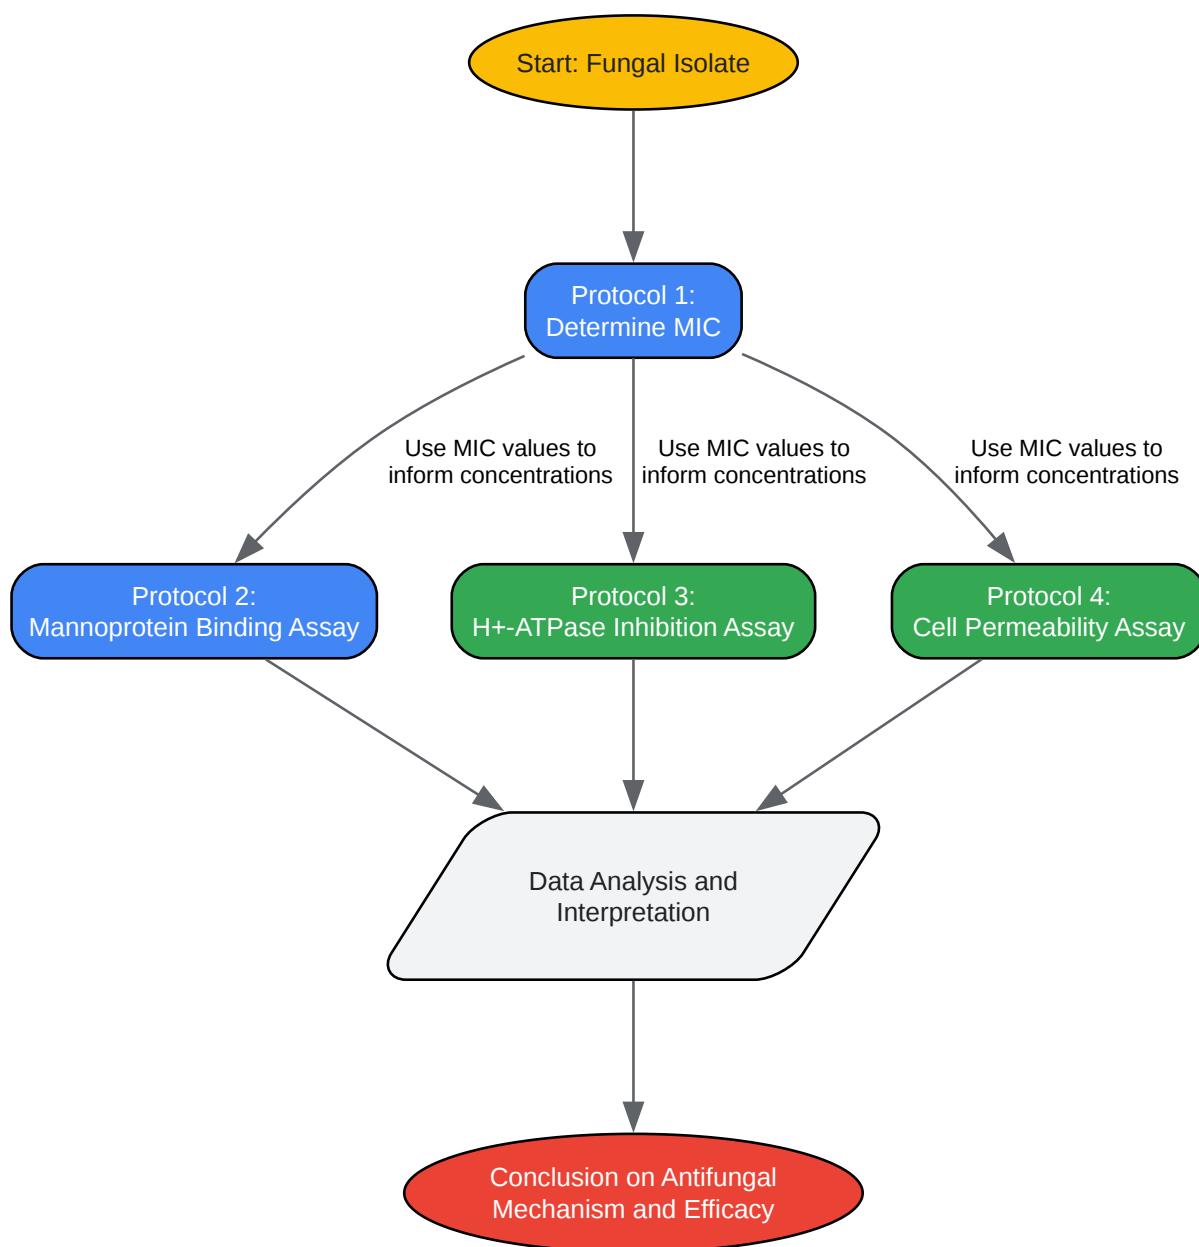 Start: Fungal Isolate
Protocol 1:
Determine MIC
Use MIC values to
inform concentrations
Use MIC values to
inform concentrations
Use MIC values to
inform concentrations
Protocol 2:
Mannoprotein Binding Assay
Protocol 3:
H+-ATPase Inhibition Assay
Protocol 4:
Cell Permeability Assay
Data Analysis and
Interpretation
Conclusion on Antifungal
Mechanism and Efficacy